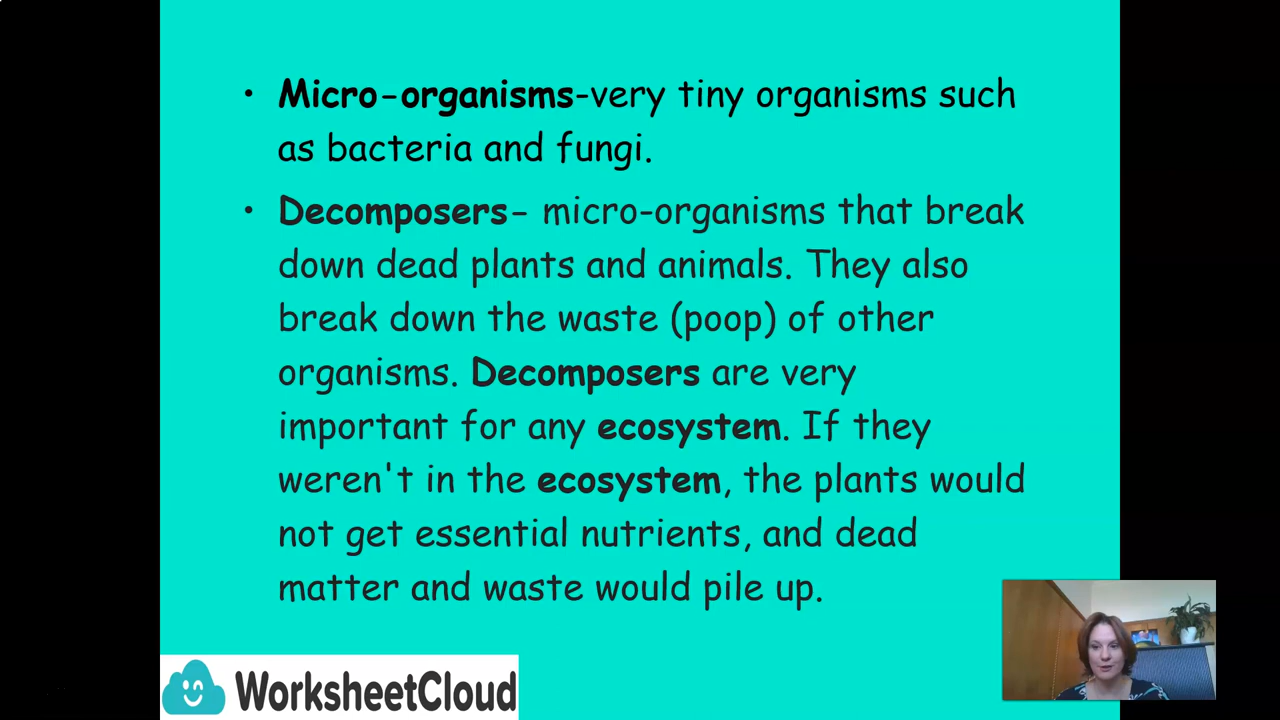 • Micro-organisms-very tiny organisms such
as bacteria and fungi.
• Decomposers- micro-organisms that break
down dead plants and animals. They also
break down the waste (poop) of other
organisms. Decomposers are very
important for any ecosystem. If they
weren't in the ecosystem, the plants would
not get essential nutrients, and dead
matter and waste would pile up.
WorksheetCloud